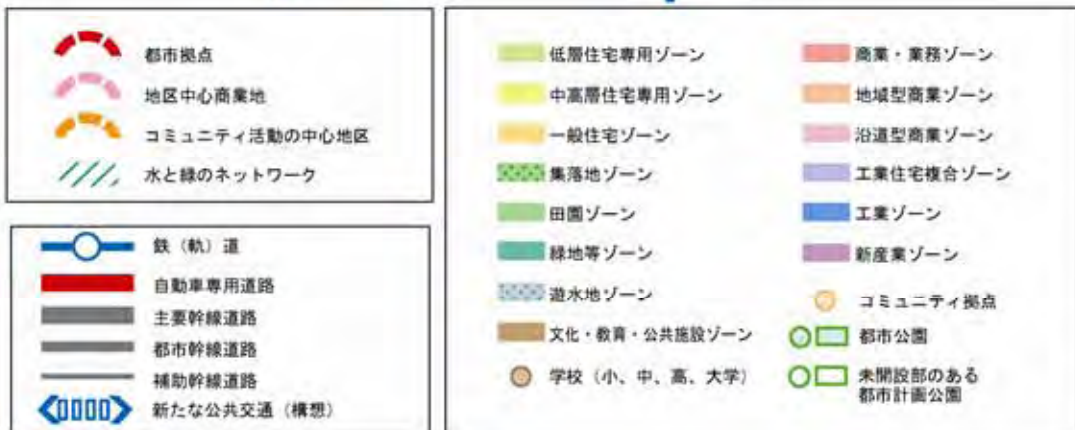 都市拠点
地区中心商業地
コミュニティ活動の中心地区
水と緑のネットワーク
鉄（軌）道
自動車専用道路
主要幹線道路
都市幹線道路
補助幹線道路
新たな公共交通（構想）
低層住宅専用ゾーン
中高層住宅専用ゾーン
一般住宅ゾーン
集落地ゾーン
田園ゾーン
緑地等ゾーン
遊水地ゾーン
文化・教育・公共施設ゾーン
学校（小、中、高、大学）
商業・業務ゾーン
地域型商業ゾーン
沿道型商業ゾーン
工業住宅複合ゾーン
工業ゾーン
新産業ゾーン
コミュニティ拠点
都市公園
未開設部のある
都市計画公園